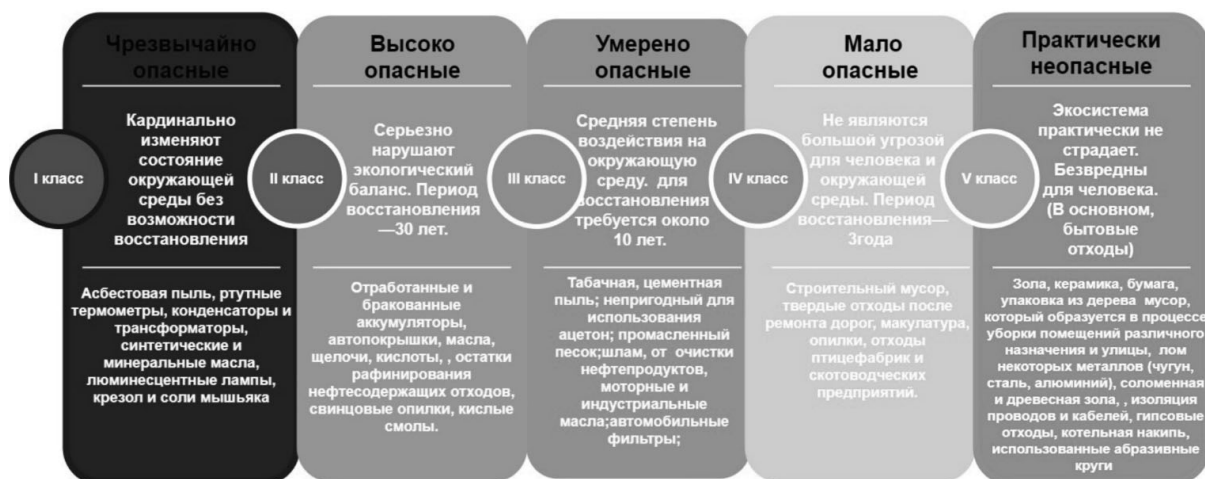 Чрезвычайно
опасные
I класс
Кардинально
изменяют
состояние
окружающей
среды без
возможности
восстановления
Асбестовая пыль, ртутные
термометры, конденсаторы и
трансформаторы,
синтетические и
минеральные масла,
люминесцентные лампы,
крезол и соли мышьяка
Высоко
опасные
II класс
Серьезно
нарушают
экологический
баланс. Период
восстановления
—30 лет.
Отработанные и
бракованные
аккумуляторы,
автопокрышки, масла,
щелочи, кислоты, , остатки
рафинирования
нефтесодержащих отходов,
свинцовые опилки, кислые
смолы.
Умерено
опасные
III класс
Средняя степень
воздействия на
окружающую
среду. для
восстановления
требуется около
10 лет.
Табачная, цементная
пыль; непригодный для
использования
ацетон; промасленный
песок;шлам, от очистки
нефтепродуктов,
моторные и
индустриальные
масла;автомобильные
фильтры;
Мало
опасные
IV класс
Не являются
большой угрозой
для человека и
окружающей
среды. Период
восстановления—
3года
Строительный мусор,
твердые отходы после
ремонта дорог, макулатура,
опилки, отходы
птицефабрик и
скотоводческих
предприятий.
Практически
неопасные
V класс
Экосистема
практически не
страдает.
Безвредны
для человека.
(В основном,
бытовые
отходы)
Зола, керамика, бумага,
упаковка из дерева мусор,
который образуется в процессе
уборки помещений различного
назначения и улицы, лом
некоторых металлов (чугун,
сталь, алюминий), соломенная
и древесная зола, , изоляция
проводов и кабелей, гипсовые
отходы, котельная накипь,
использованные абразивные
круги